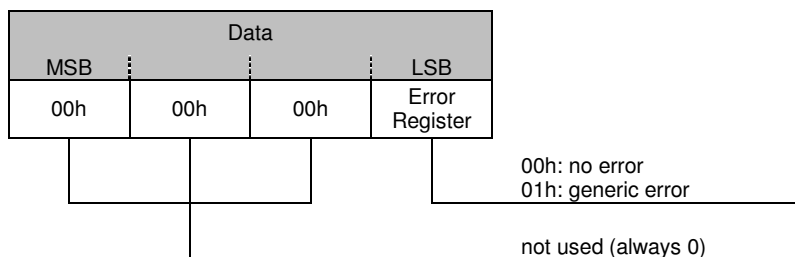 Data
MSB LSB
00h 00h 00h Error Register
00h: no error
01h: generic error
not used (always 0)